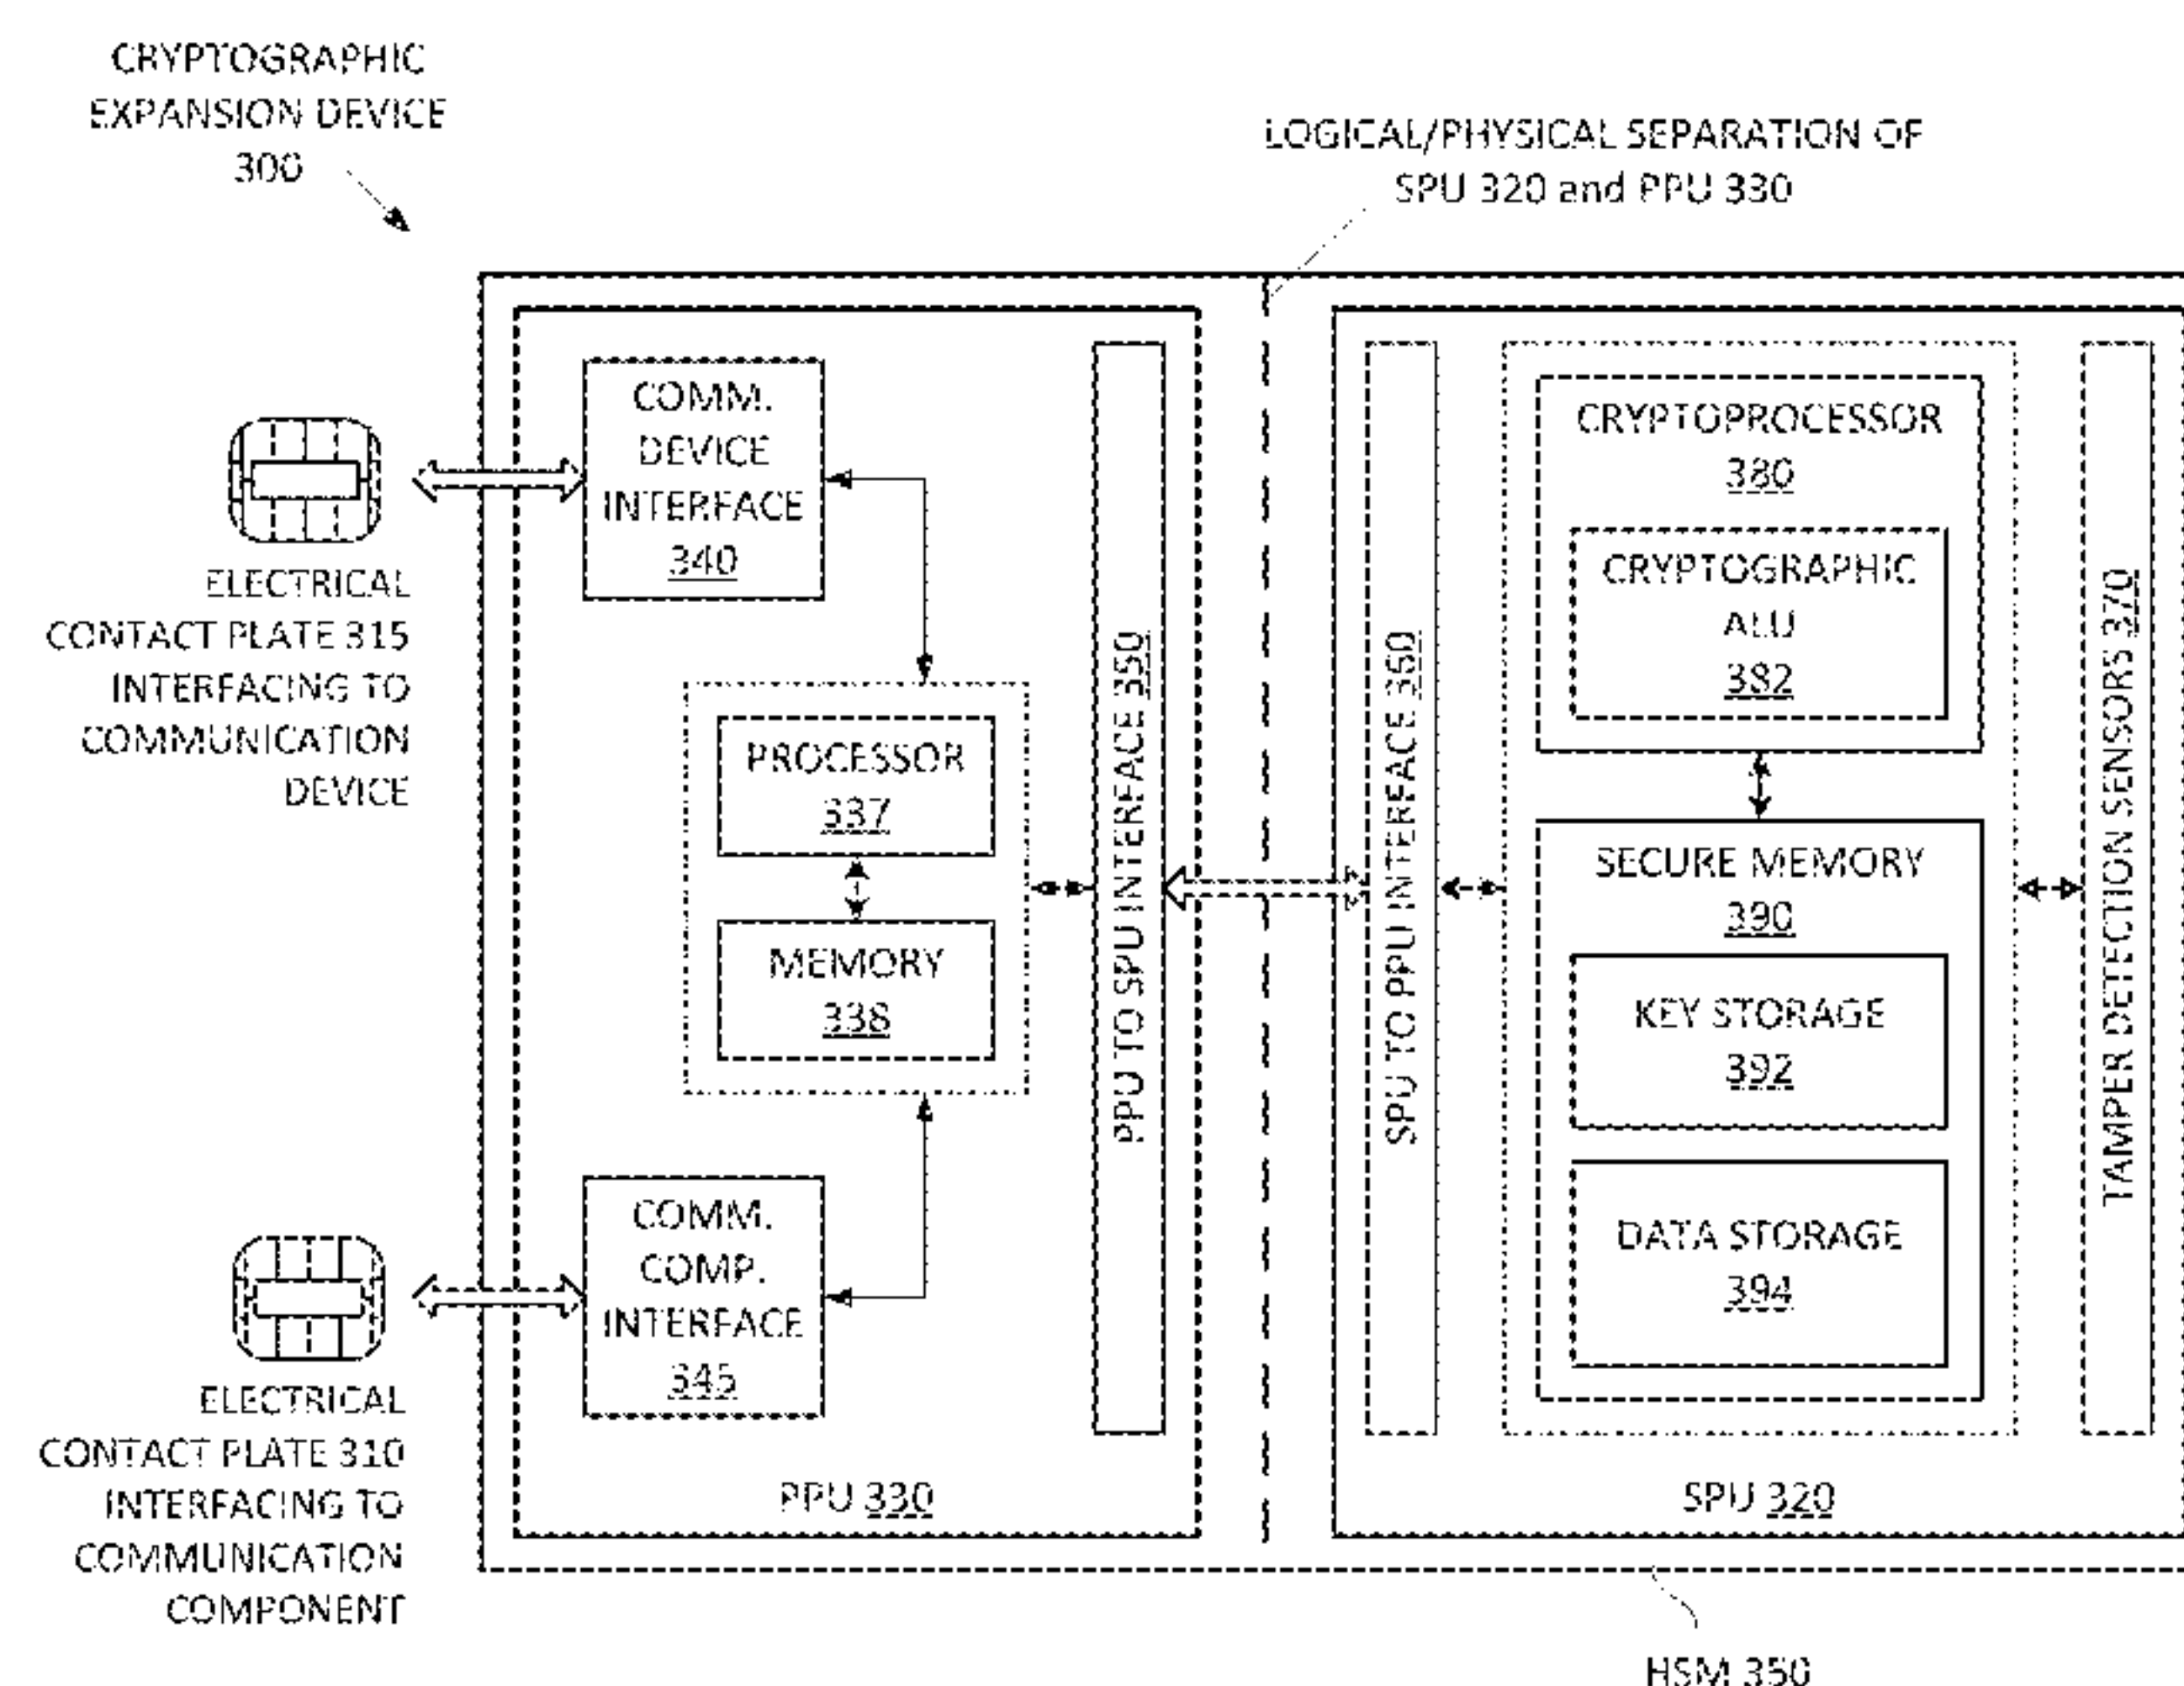 CRYPTOGRAPHIC
EXPANSION DEVICE
300
LOGICAL/PHYSICAL SEPARATION OF
SPU 320 and PPU 330
COMM.
DEVICE
INTERFACE
340
ELECTRICAL
CONTACT PLATE 315
INTERFACING TO
COMMUNICATION
DEVICE
PROCESSOR
337
MEMORY
338
COMM.
COMP.
INTERFACE
345
ELECTRICAL
CONTACT PLATE 310
INTERFACING TO
COMMUNICATION
COMPONENT
PPU TO SPU INTERFACE 350
PPU 330
SPU TO PPU INTERFACE 360
CRYPTOPROCESSOR
380
CRYPTOGRAPHIC
ALU
382
SECURE MEMORY
390
KEY STORAGE
392
DATA STORAGE
394
TAMPER DETECTION SENSORS 370
SPU 320
HSM 350